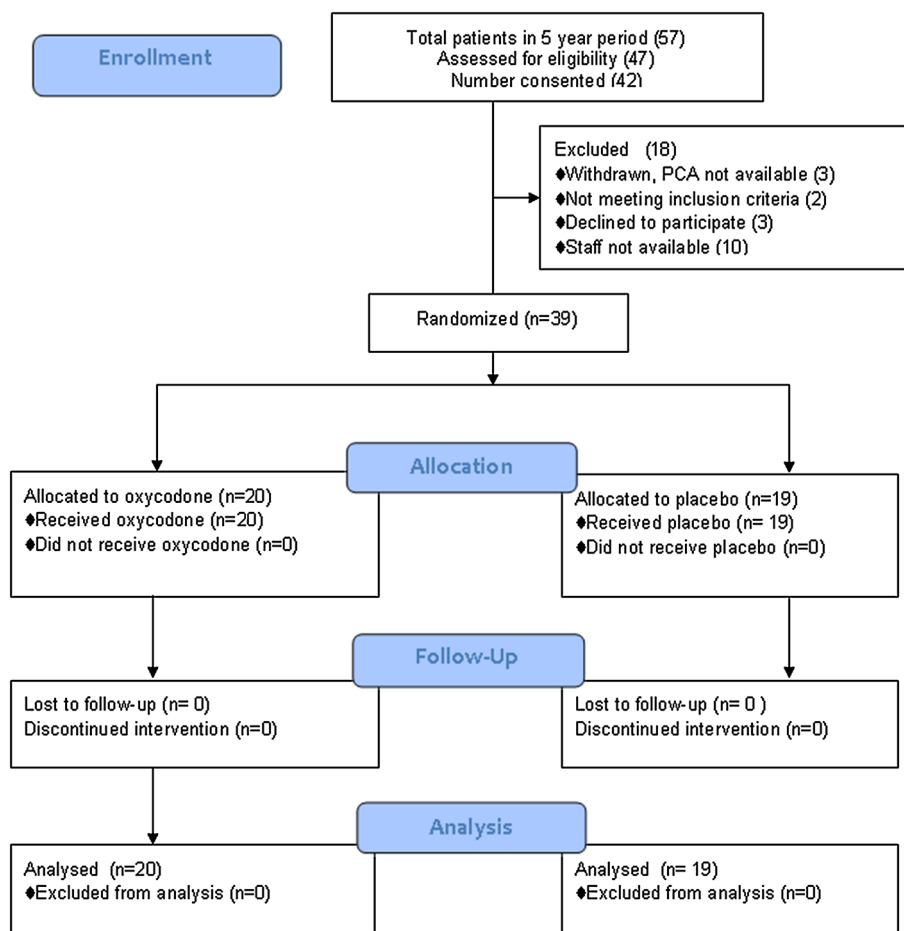 Enrollment
Total patients in 5 year period (57)
Assessed for eligibility (47)
Number consented (42)
Excluded (18)
♦Withdrawn, PCA not available (3)
♦Not meeting inclusion criteria (2)
♦Declined to participate (3)
♦Staff not available (10)
Randomized (n=39)
Allocation
Allocated to oxycodone (n=20)
♦Received oxycodone (n=20)
♦Did not receive oxycodone (n=0)
Allocated to placebo (n=19)
♦Received placebo (n= 19)
♦Did not receive placebo (n=0)
Follow-Up
Lost to follow-up (n= 0)
Discontinued intervention (n=0)
Lost to follow-up (n= 0 )
Discontinued intervention (n=0)
Analysis
Analysed (n=20)
♦Excluded from analysis (n=0)
Analysed (n= 19)
♦Excluded from analysis (n=0)